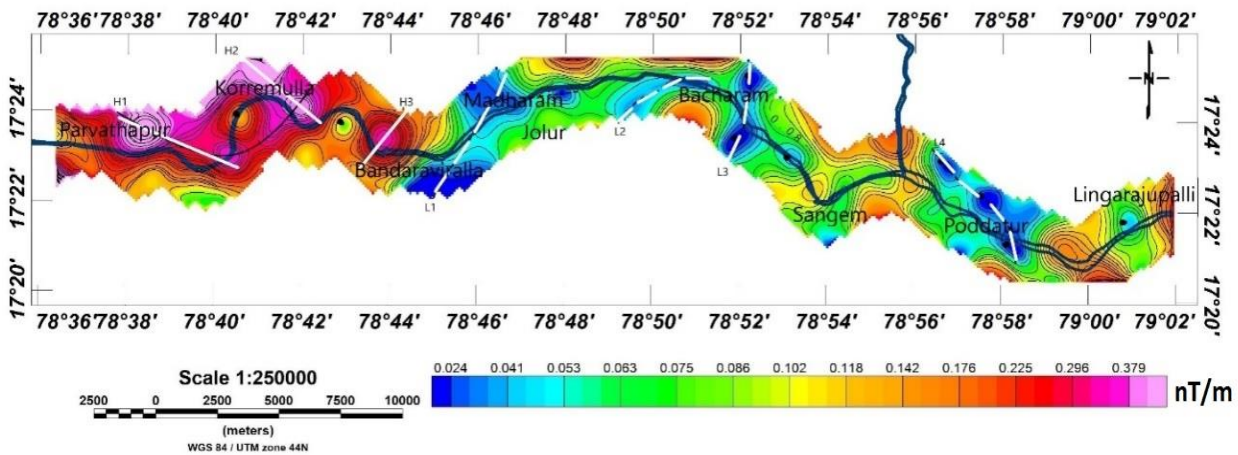 78°36' 78°38' 78°40' 78°42' 78°44' 78°46' 78°48' 78°50' 78°52' 78°54' 78°56' 78°58' 79°00' 79°02'
H2
H1
H3
Korremulla
Parvathapur
Bandaraviralla
Madharam
Jolur
L1
L2
Bacharam
L3
0.08
Sangem
L4
Poddatur
Lingarajupalli
N
17°24'
17°22'
17°20'
17°24'
17°22'
17°20'
78°36' 78°38' 78°40' 78°42' 78°44' 78°46' 78°48' 78°50' 78°52' 78°54' 78°56' 78°58' 79°00' 79°02'
Scale 1:250000
2500 0 2500 5000 7500 10000
(meters)
WGS 84 / UTM zone 44N
0.024 0.041 0.053 0.063 0.075 0.086 0.102 0.118 0.142 0.176 0.225 0.296 0.379
nT/m